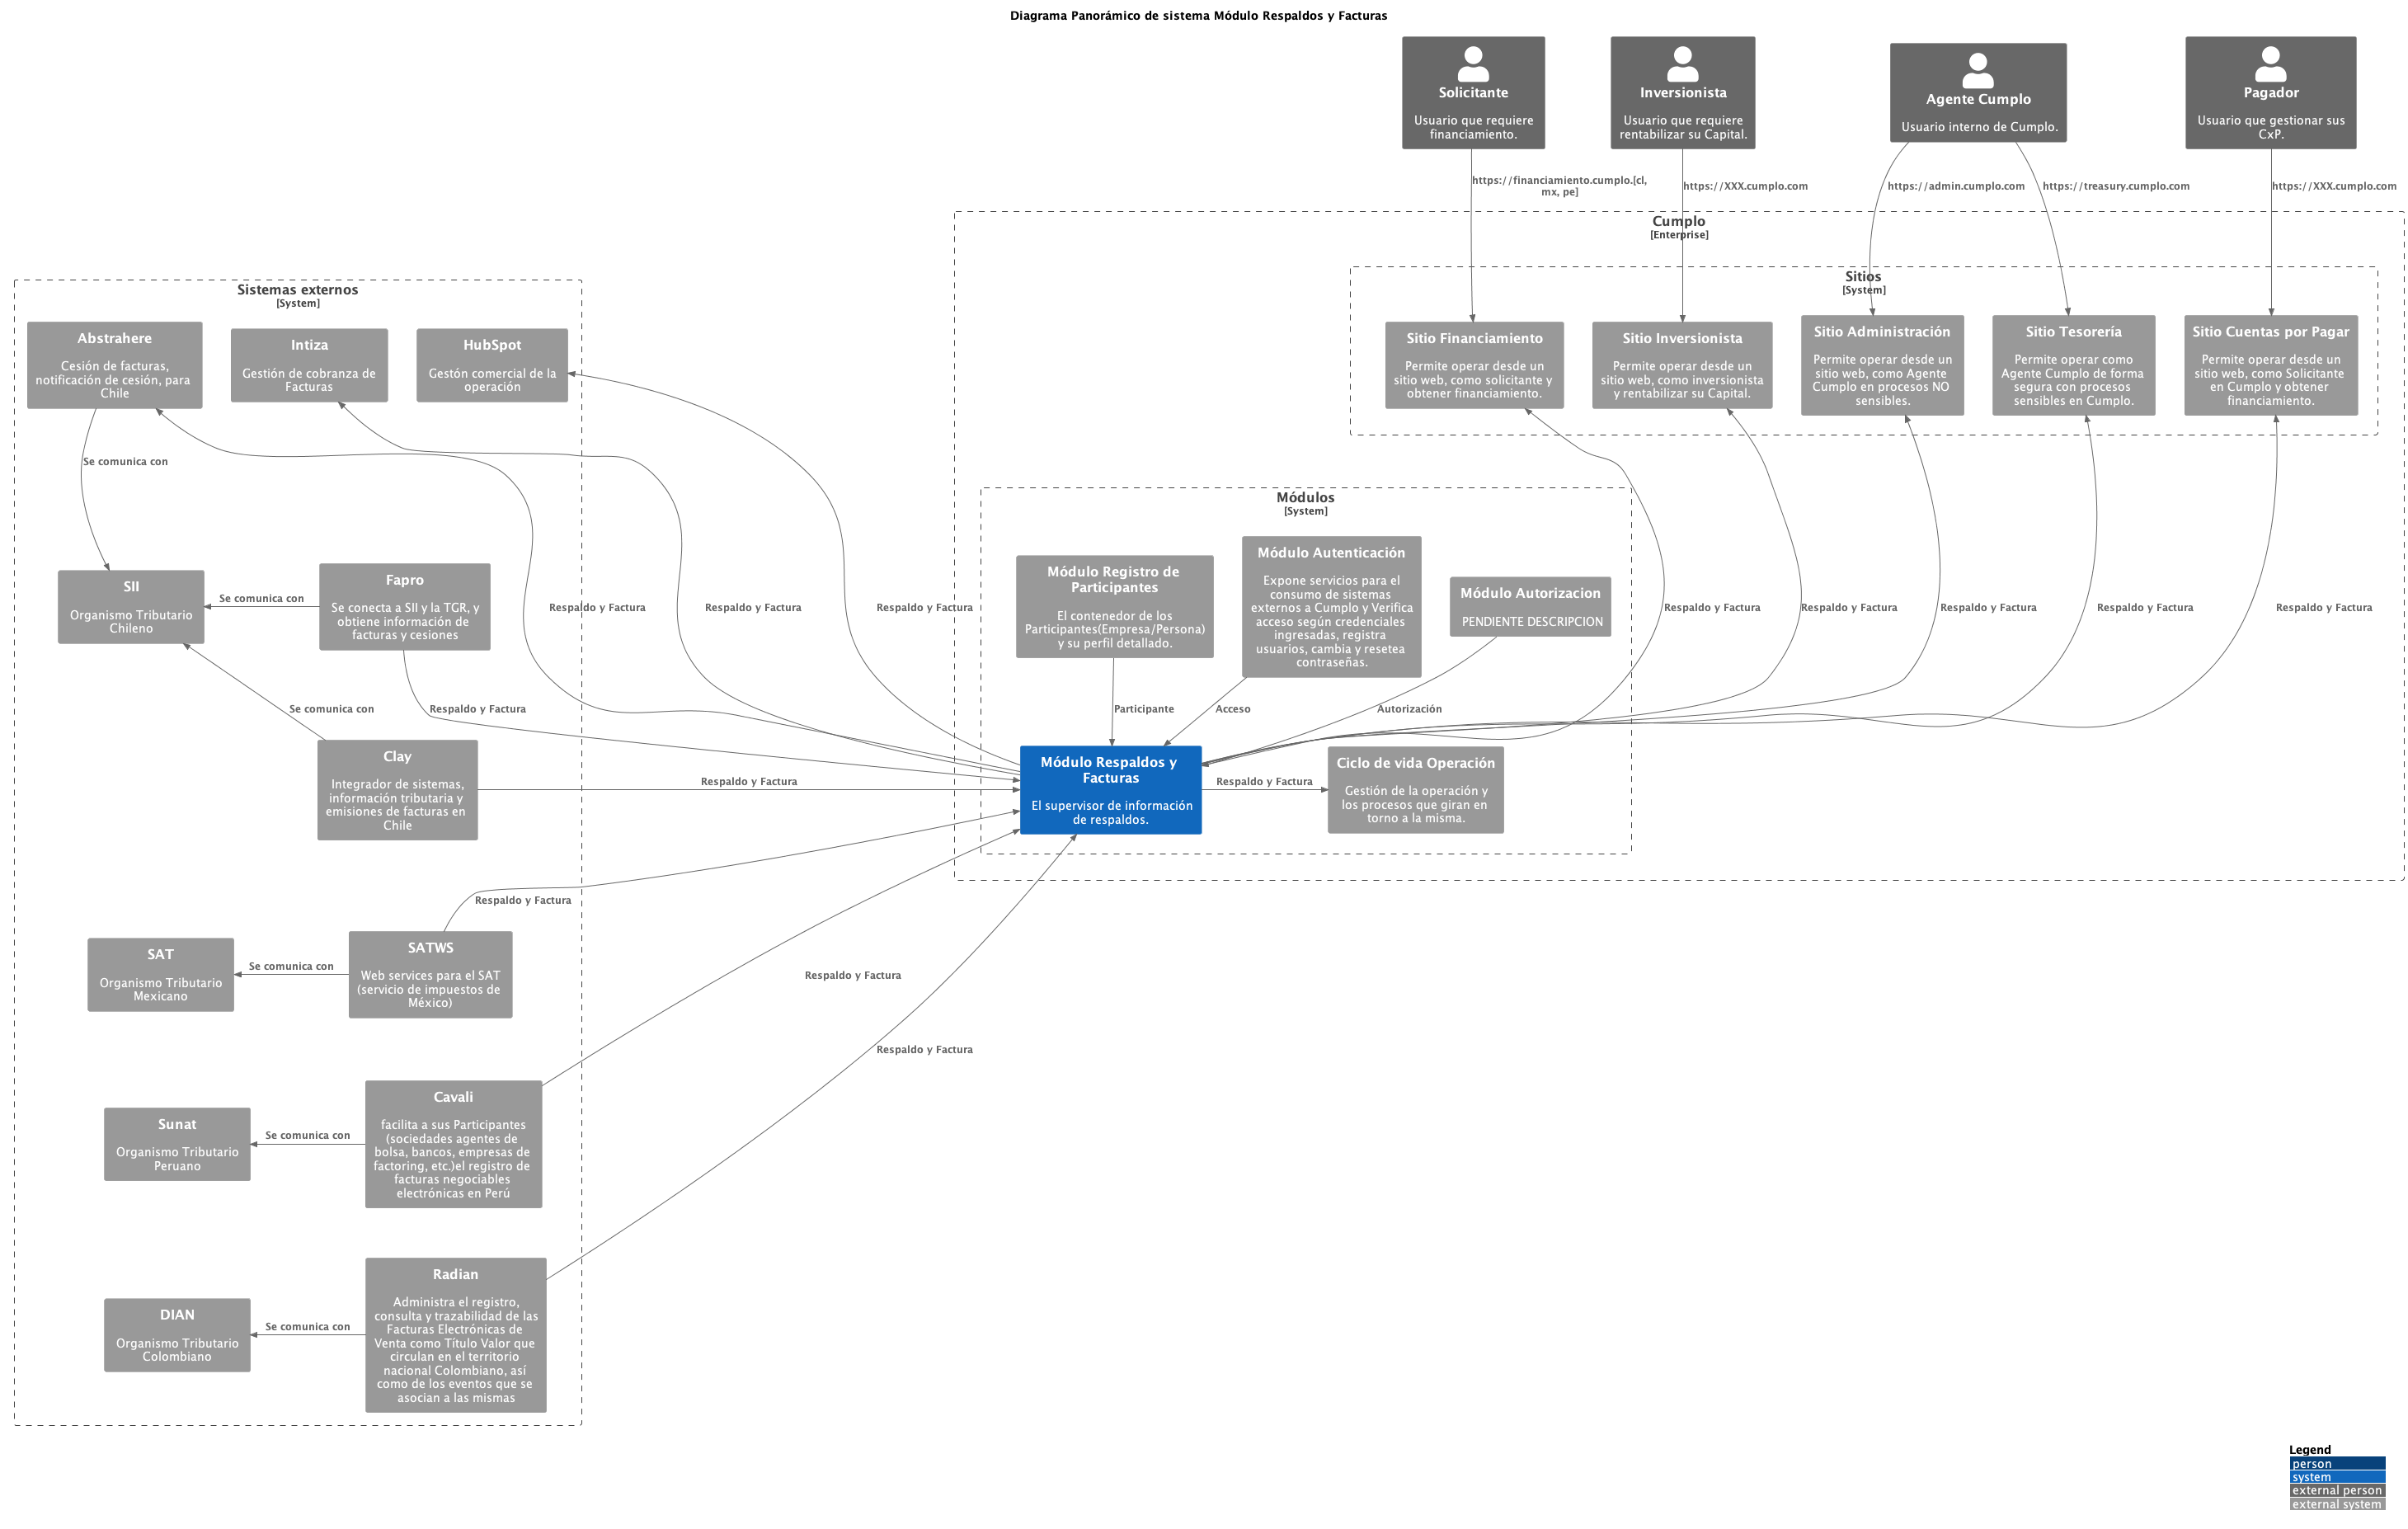 Diagrama Panorámico de sistema Módulo Respaldos y Facturas
Solicitante
Usuario que requiere
financiamiento.
Inversionista
Usuario que requiere
rentabilizar su Capital.
Agente Cumplo
Usuario interno de Cumplo.
Pagador
Usuario que gestionar sus
CxP.
https://financiamiento.cumplo.[cl,
mx, pe]
https://XXX.cumplo.com
https://admin.cumplo.com
https://treasury.cumplo.com
https://XXX.cumplo.com
Cumplo
[Enterprise]
Sitios
[System]
Sitio Financiamiento
Permite operar desde un
sitio web, como solicitante y
obtener financiamiento.
Sitio Inversionista
Permite operar desde un
sitio web, como inversionista
y rentabilizar su Capital.
Sitio Administración
Permite operar desde un
sitio web, como Agente
Cumplo en procesos NO
sensibles.
Sitio Tesorería
Permite operar como
Agente Cumplo de forma
segura con procesos
sensibles en Cumplo.
Sitio Cuentas por Pagar
Permite operar desde un
sitio web, como Solicitante
en Cumplo y obtener
financiamiento.
Sistemas externos
[System]
Abstrahere
Cesión de facturas,
notificación de cesión, para
Chile
Intiza
Gestión de cobranza de
Facturas
HubSpot
Gestón comercial de la
operación
Se comunica con
SII
Organismo Tributario
Chileno
Se comunica con
Fapro
Se conecta a SII y la TGR, y
obtiene información de
facturas y cesiones
Respaldo y Factura
Respaldo y Factura
Respaldo y Factura
Módulos
[System]
Módulo Registro de
Participantes
El contenedor de los
Participantes(Empresa/Persona)
y su perfil detallado.
Módulo Autenticación
Expone servicios para el
consumo de sistemas
externos a Cumplo y Verifica
acceso según credenciales
ingresadas, registra
usuarios, cambia y resetea
contraseñas.
Módulo Autorizacion
PENDIENTE DESCRIPCION
Respaldo y Factura
Respaldo y Factura
Respaldo y Factura
Respaldo y Factura
Respaldo y Factura
Se comunica con
Respaldo y Factura
Participante
Acceso
Autorización
Clay
Integrador de sistemas,
información tributaria y
emisiones de facturas en
Chile
Respaldo y Factura
Módulo Respaldos y
Facturas
El supervisor de información
de respaldos.
Respaldo y Factura
Ciclo de vida Operación
Gestión de la operación y
los procesos que giran en
torno a la misma.
Respaldo y Factura
SAT
Organismo Tributario
Mexicano
Se comunica con
SATWS
Web services para el SAT
(servicio de impuestos de
México)
Respaldo y Factura
Respaldo y Factura
Sunat
Organismo Tributario
Peruano
Se comunica con
Cavali
facilita a sus Participantes
(sociedades agentes de
bolsa, bancos, empresas de
factoring, etc.)el registro de
facturas negociables
electrónicas en Perú
DIAN
Organismo Tributario
Colombiano
Se comunica con
Radian
Administra el registro,
consulta y trazabilidad de las
Facturas Electrónicas de
Venta como Título Valor que
circulan en el territorio
nacional Colombiano, así
como de los eventos que se
asocian a las mismas
Legend
person
system
external person
external system